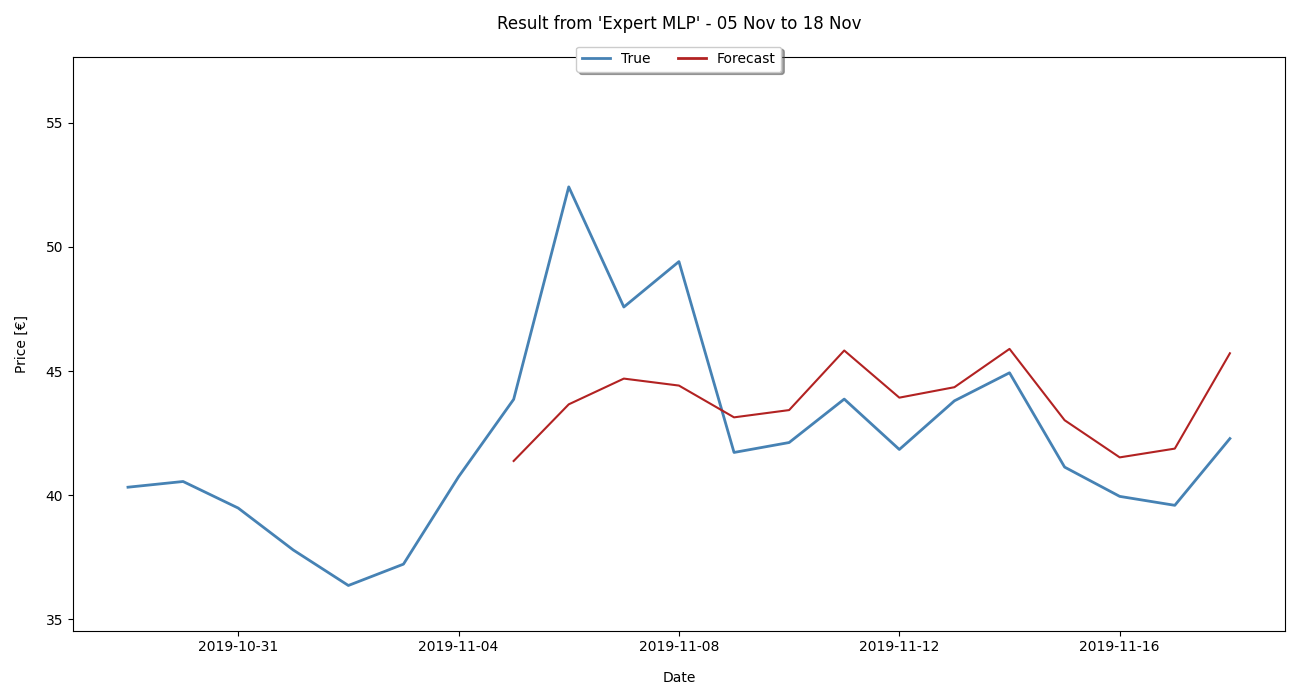 Result from 'Expert MLP' - 05 Nov to 18 Nov
True Forecast
55
50
45
40
35
Price [€]
2019-10-31 2019-11-04 2019-11-08 2019-11-12 2019-11-16
Date